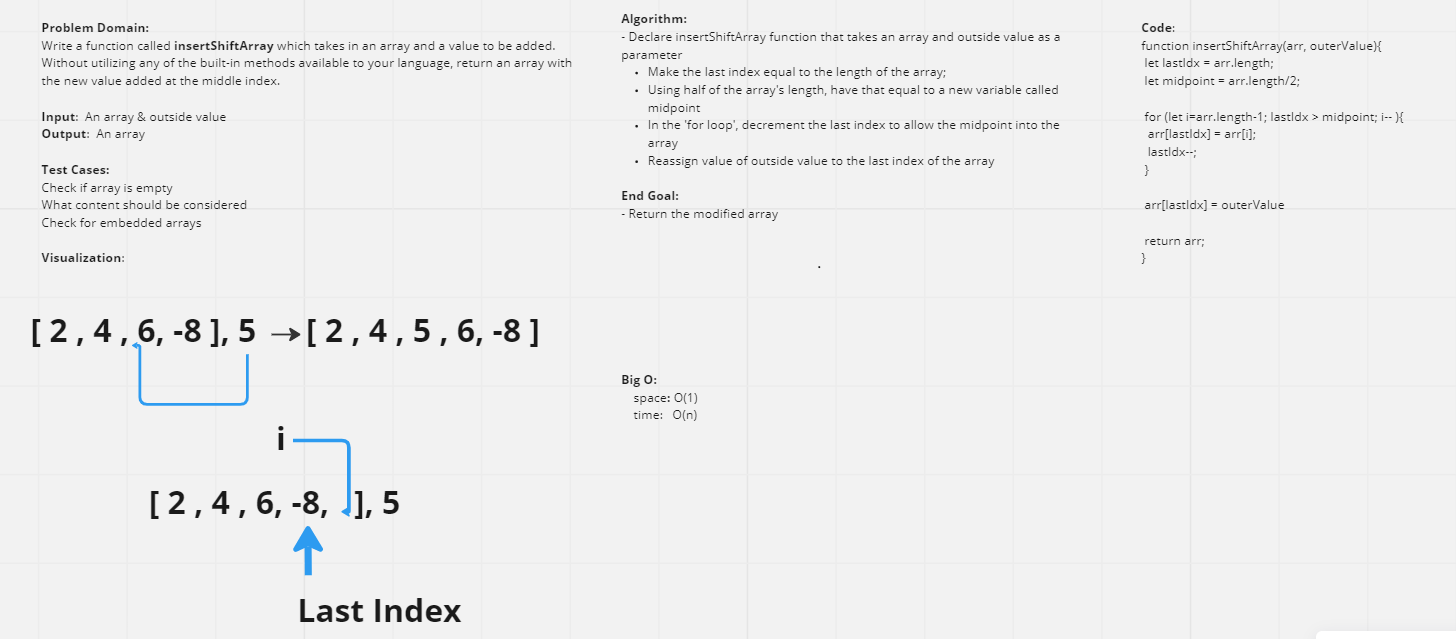 Problem Domain:
Write a function called insertShiftArray which takes in an array and a value to be added.
Without utilizing any of the built-in methods available to your language, return an array with
the new value added at the middle index.
Input: An array & outside value
Output: An array
Test Cases:
Check if array is empty
What content should be considered
Check for embedded arrays
Visualization:
[ 2 , 4 , 6, -8 ], 5 → [ 2 , 4 , 5 , 6, -8 ]
i
[ 2 , 4 , 6, -8, ], 5
Last Index
Algorithm:
- Declare insertShiftArray function that takes an array and outside value as a
parameter
• Make the last index equal to the length of the array;
• Using half of the array's length, have that equal to a new variable called
midpoint
• In the 'for loop', decrement the last index to allow the midpoint into the
array
• Reassign value of outside value to the last index of the array
End Goal:
- Return the modified array
.
Big O:
space: O(1)
time: O(n)
Code:
function insertShiftArray(arr, outerValue){
let lastIdx = arr.length;
let midpoint = arr.length/2;
for (let i=arr.length-1; lastIdx > midpoint; i-- ){
arr[lastIdx] = arr[i];
lastIdx--;
}
arr[lastIdx] = outerValue
return arr;
}